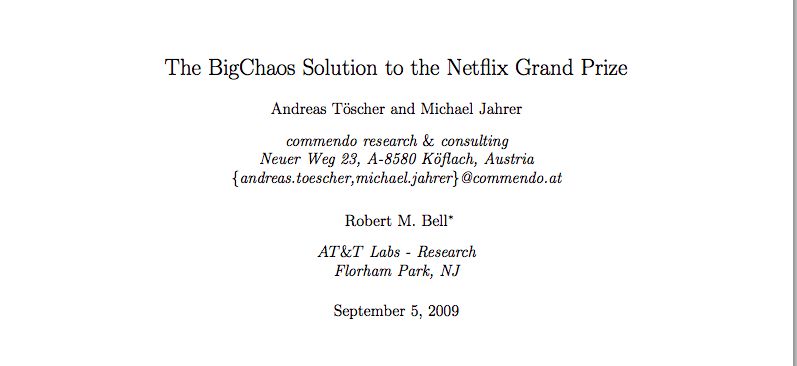 The BigChaos Solution to the Netflix Grand Prize
Andreas Töscher and Michael Jahrer
commendo research & consulting
Neuer Weg 23, A-8580 Köflach, Austria
{andreas.toescher,michael.jahrer}@commendo.at
Robert M. Bell*
AT&T Labs - Research
Florham Park, NJ
September 5, 2009